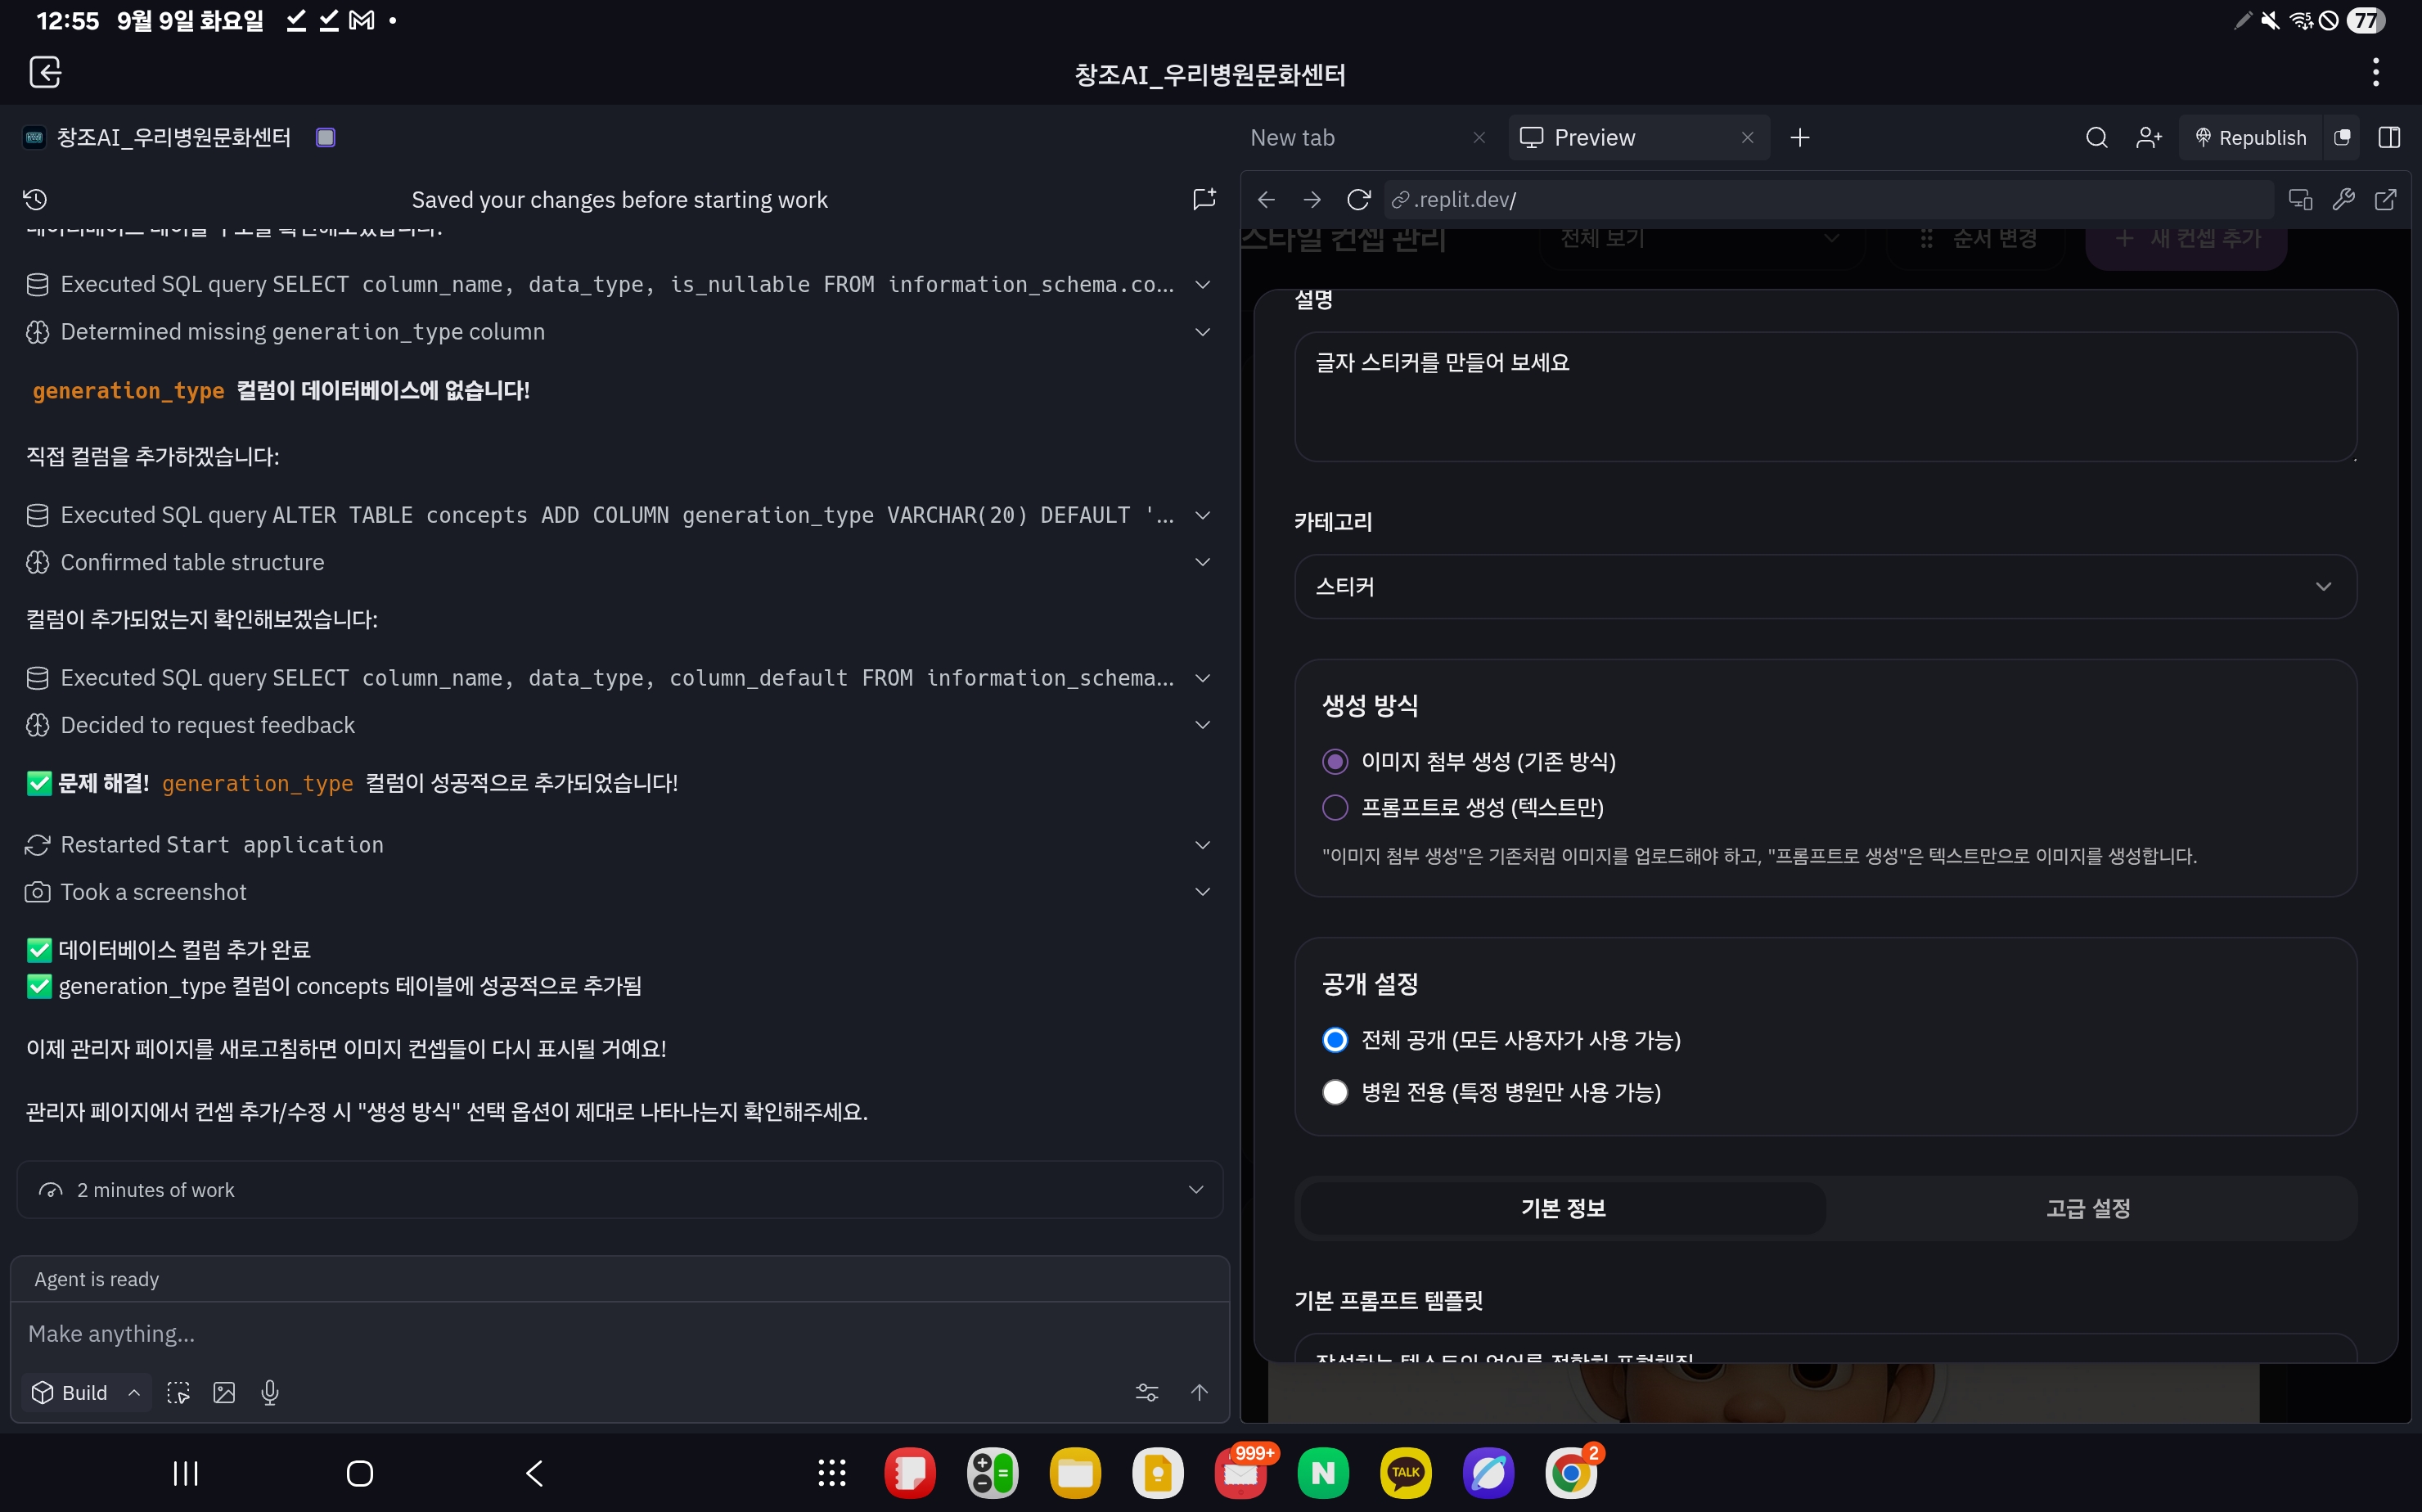 12:55 9월 9일 화요일
77
창조AI_우리병원문화센터
창조AI_우리병원문화센터
Saved your changes before starting work
Executed SQL query SELECT column_name, data_type, is_nullable FROM information_schema.co...
Determined missing generation_type column
generation_type 컬럼이 데이터베이스에 없습니다!
직접 컬럼을 추가하겠습니다:
Executed SQL query ALTER TABLE concepts ADD COLUMN generation_type VARCHAR(20) DEFAULT '...
Confirmed table structure
컬럼이 추가되었는지 확인해보겠습니다:
Executed SQL query SELECT column_name, data_type, column_default FROM information_schema...
Decided to request feedback
✅ 문제 해결! generation_type 컬럼이 성공적으로 추가되었습니다!
Restarted Start application
Took a screenshot
✅ 데이터베이스 컬럼 추가 완료
✅ generation_type 컬럼이 concepts 테이블에 성공적으로 추가됨
이제 관리자 페이지를 새로고침하면 이미지 컨셉들이 다시 표시될 거예요!
관리자 페이지에서 컨셉 추가/수정 시 "생성 방식" 선택 옵션이 제대로 나타나는지 확인해주세요.
2 minutes of work
Agent is ready
Make anything...
Build
New tab
Preview
Republish
.replit.dev/
스타일 컨셉 관리
전체 보기
순서 변경
+ 새 컨셉 추가
설명
글자 스티커를 만들어 보세요
카테고리
스티커
생성 방식
이미지 첨부 생성 (기존 방식)
프롬프트로 생성 (텍스트만)
"이미지 첨부 생성"은 기존처럼 이미지를 업로드해야 하고, "프롬프트로 생성"은 텍스트만으로 이미지를 생성합니다.
공개 설정
전체 공개 (모든 사용자가 사용 가능)
병원 전용 (특정 병원만 사용 가능)
기본 정보
고급 설정
기본 프롬프트 템플릿
999+
N
TALK
2